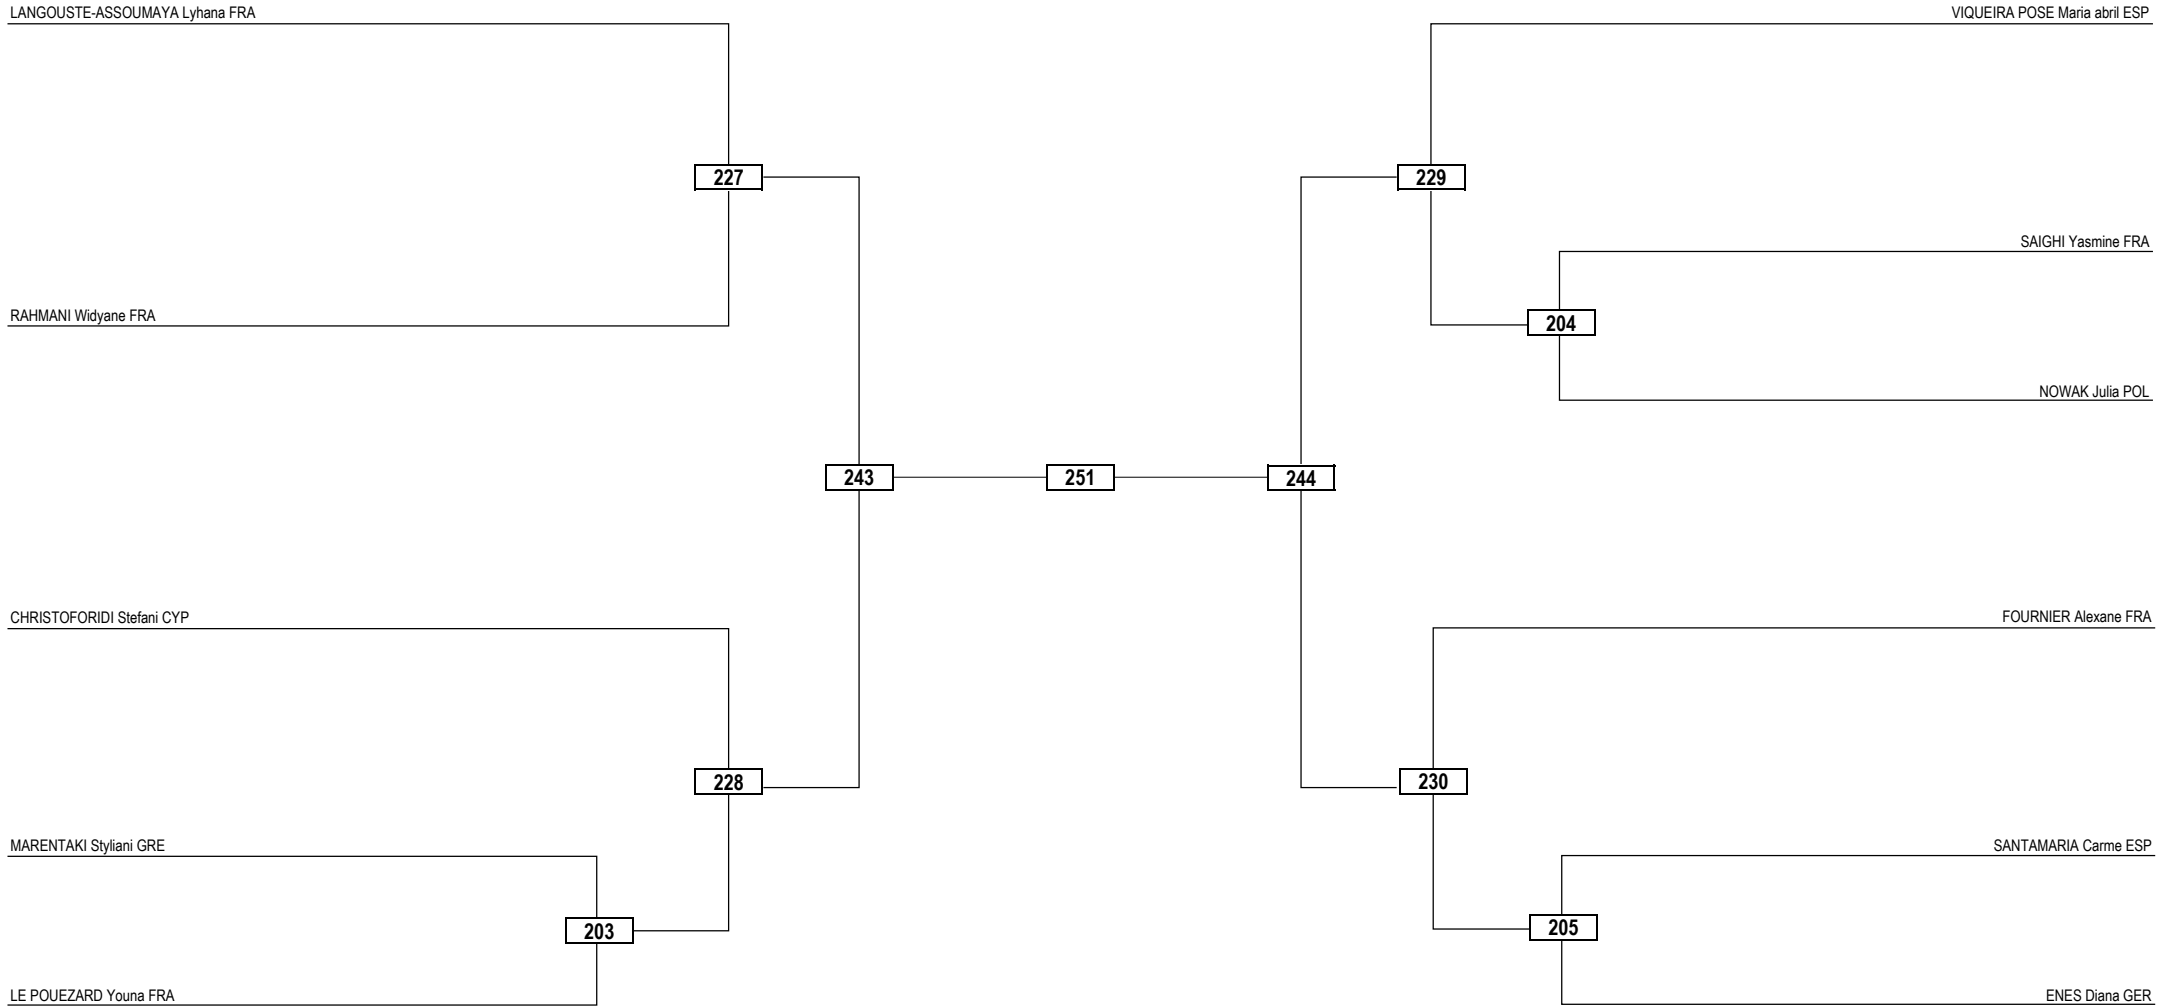 LANGOUSTE-ASSOUMAYA Lyhana FRA
VIQUEIRA POSE Maria abril ESP
227
229
SAIGHI Yasmine FRA
RAHMANI Widyane FRA
204
NOWAK Julia POL
243
251
244
CHRISTOFORIDI Stefani CYP
FOURNIER Alexane FRA
228
230
MARENTAKI Styliani GRE
SANTAMARIA Carme ESP
203
205
LE POUEZARD Youna FRA
ENES Diana GER